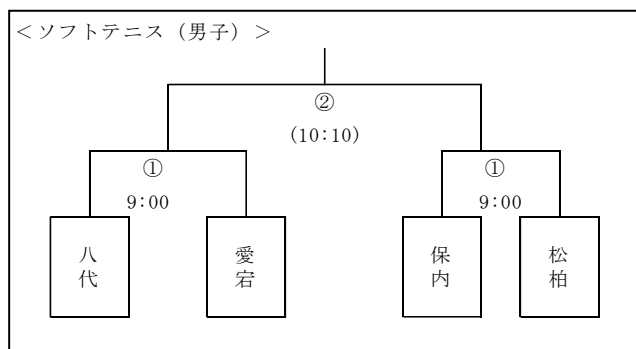 ＜ソフトテニス（男子）＞
②
(10:10)
① ①
9:00 9:00
八代 愛宕 保内 松柏